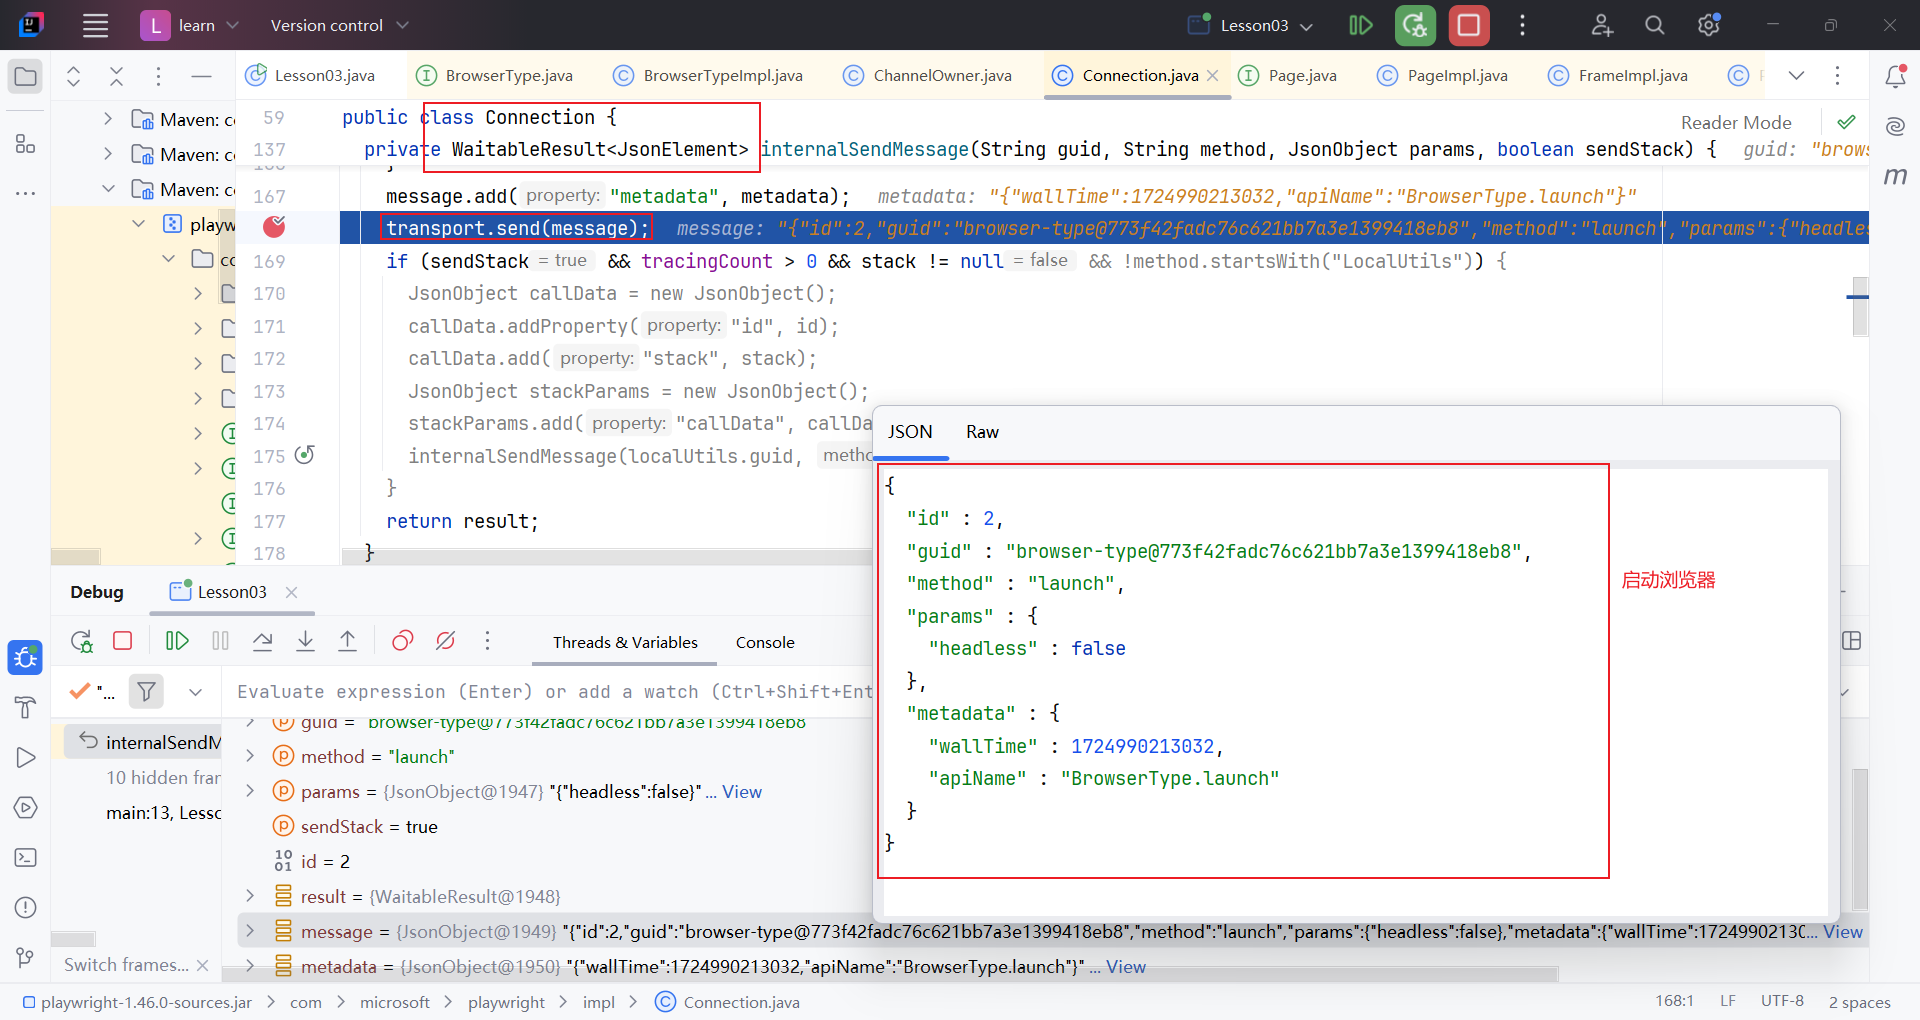 L learn Version control Lesson03
Lesson03.java BrowserType.java BrowserTypeImpl.java ChannelOwner.java Connection.java Page.java PageImpl.java FrameImpl.java
Maven: co
Maven: co
Maven: co
playw
co
Reader Mode
59 public class Connection {
137 private WaitableResult<JsonElement> internalSendMessage(String guid, String method, JsonObject params, boolean sendStack) { guid: "brows
167 message.add( property: "metadata", metadata); metadata: "{"wallTime":1724990213032,"apiName":"BrowserType.launch"}"
transport.send(message); message: "{"id":2,"guid":"browser-type@773f42fadc76c621bb7a3e1399418eb8","method":"launch","params":{"headles
169 if (sendStack = true && tracingCount > 0 && stack != null = false && !method.startsWith("LocalUtils")) {
170 JsonObject callData = new JsonObject();
171 callData.addProperty( property: "id", id);
172 callData.add( property: "stack", stack);
173 JsonObject stackParams = new JsonObject();
174 stackParams.add( property: "callData", callDa
175 internalSendMessage(localUtils.guid, metho
176 }
177 return result;
178 }
JSON Raw
{
"id" : 2,
"guid" : "browser-type@773f42fadc76c621bb7a3e1399418eb8",
"method" : "launch",
"params" : {
"headless" : false
},
"metadata" : {
"wallTime" : 1724990213032,
"apiName" : "BrowserType.launch"
}
}
启动浏览器
Debug Lesson03
Threads & Variables Console
"... Evaluate expression (Enter) or add a watch (Ctrl+Shift+Ent
internalSendM
10 hidden fran
main:13, Lesso
Switch frames...
guid = "browser-type@773f42fadc76c621bb7a3e1399418eb8"
method = "launch"
params = {JsonObject@1947} "{"headless":false}" ... View
sendStack = true
id = 2
result = {WaitableResult@1948}
message = {JsonObject@1949} "{"id":2,"guid":"browser-type@773f42fadc76c621bb7a3e1399418eb8","method":"launch","params":{"headless":false},"metadata":{"wallTime":172499021303... View
metadata = {JsonObject@1950} "{"wallTime":1724990213032,"apiName":"BrowserType.launch"}" ... View
playwright-1.46.0-sources.jar com microsoft playwright impl Connection.java 168:1 LF UTF-8 2 spaces